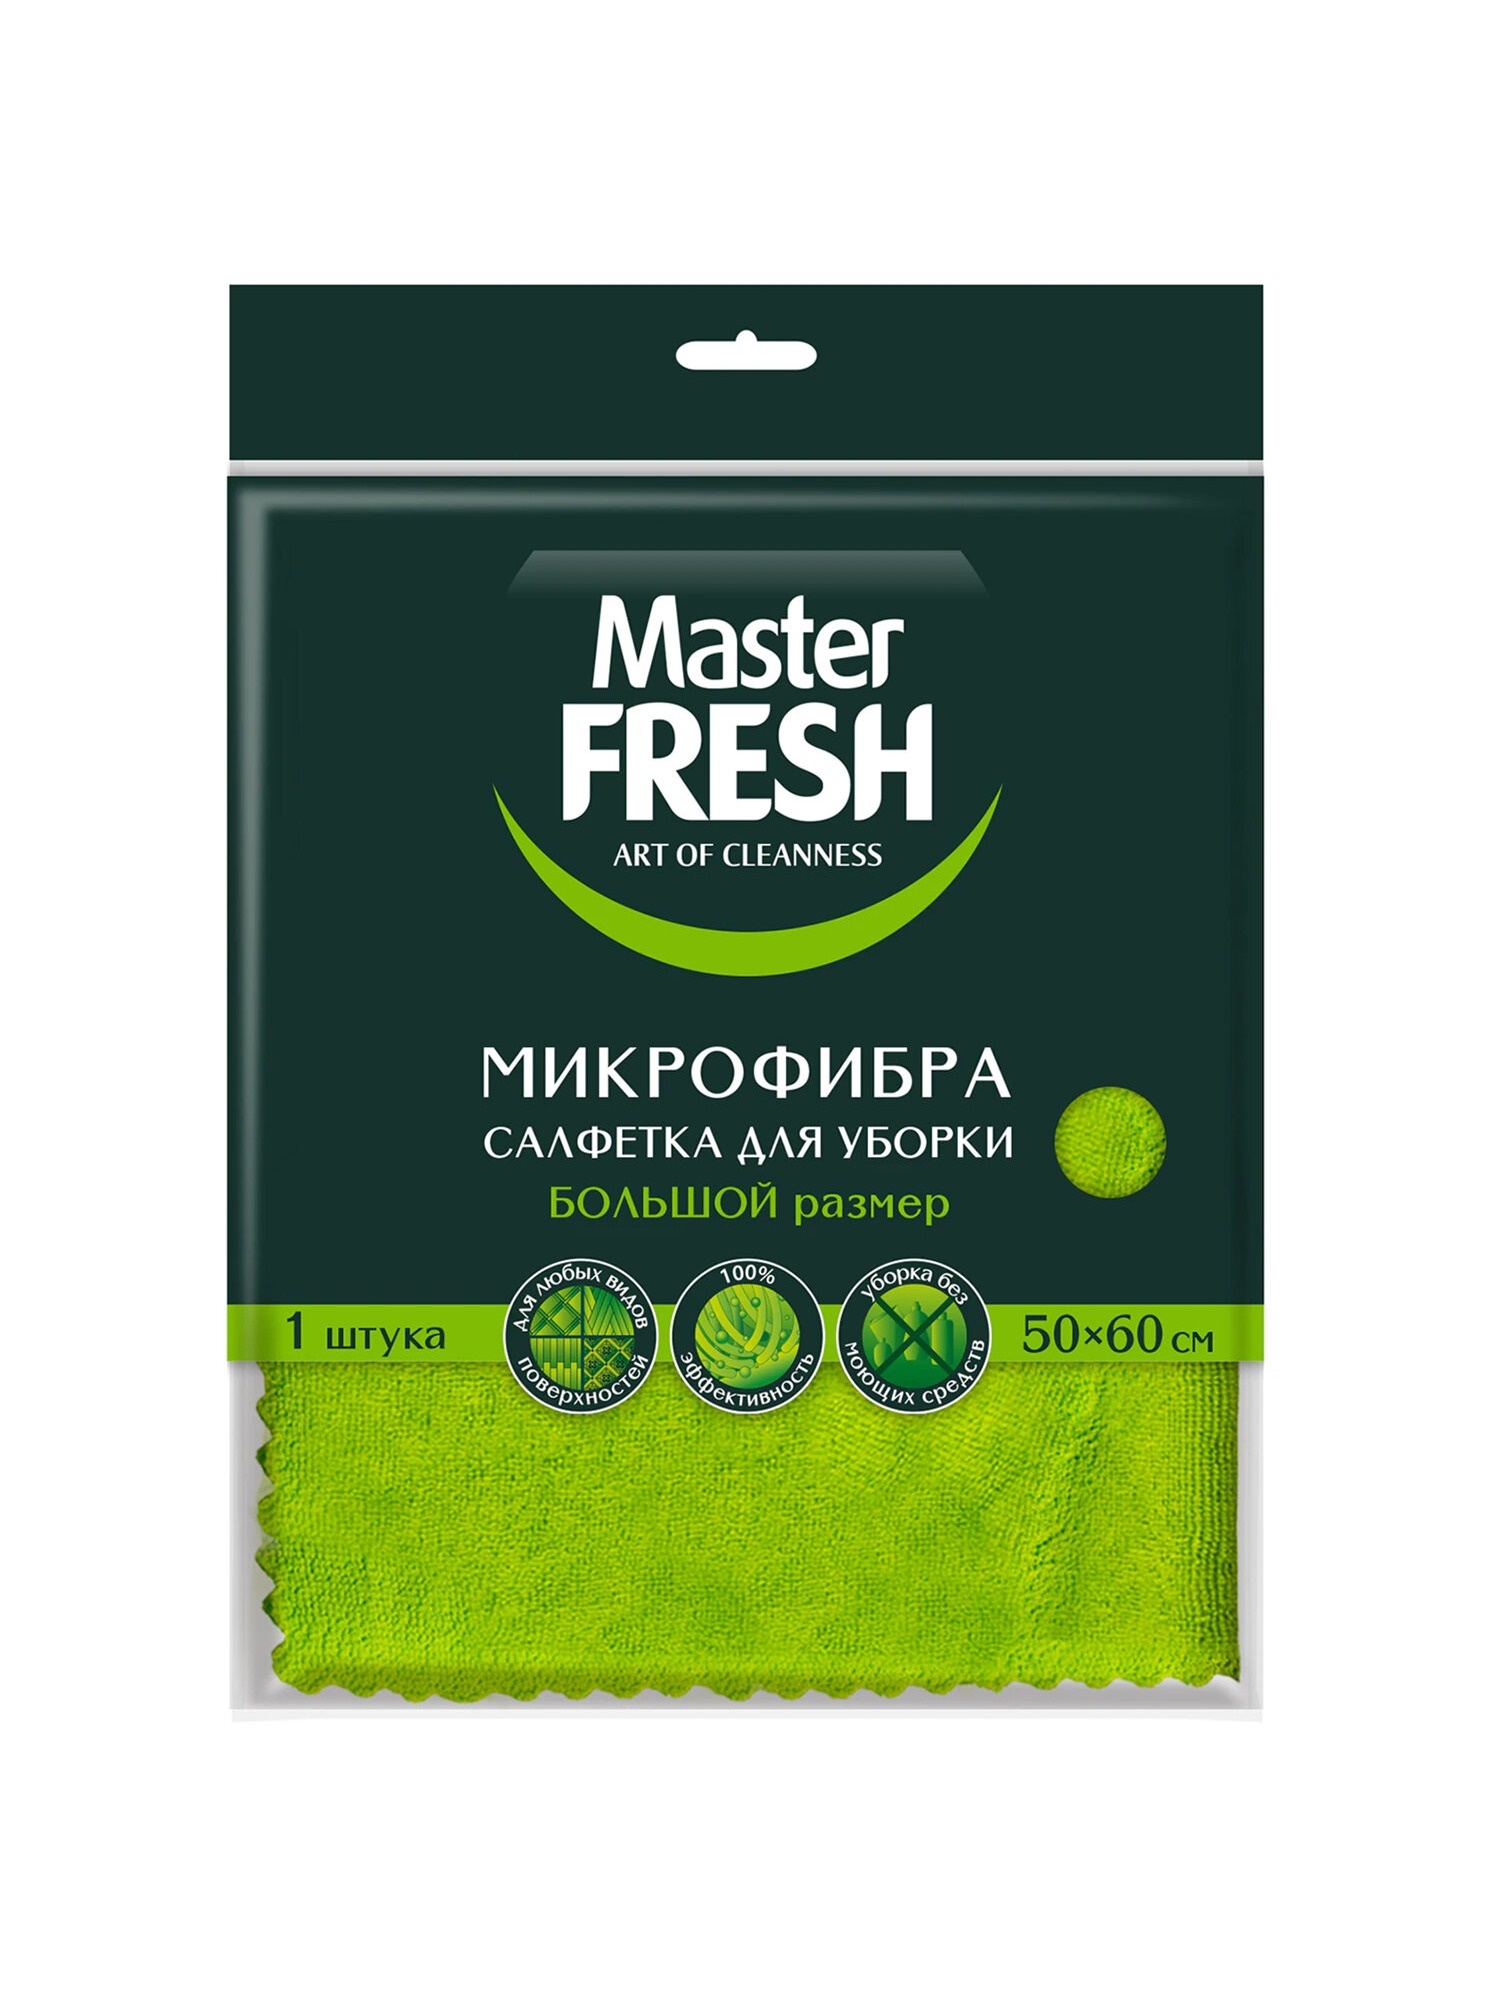 Master
FRESH
ART OF CLEANNESS
МИКРОФИБРА
САЛФЕТКА ДЛЯ УБОРКИ
БОЛЬШОЙ размер
1 штука
для любых видов
поверхностей
100%
эффективность
уборка без
моющих средств
50×60 см